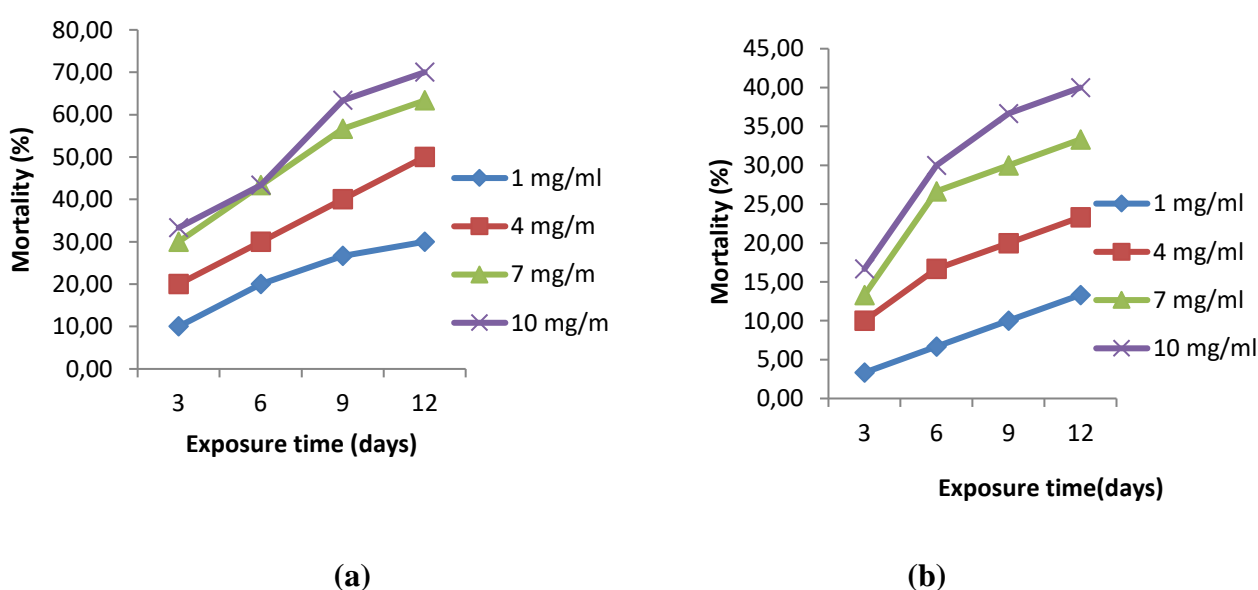 80,00
70,00
60,00
50,00
40,00
30,00
20,00
10,00
0,00
Mortality (%)
3 6 9 12
Exposure time (days)
1 mg/ml
4 mg/m
7 mg/m
10 mg/m
(a)
45,00
40,00
35,00
30,00
25,00
20,00
15,00
10,00
5,00
0,00
Mortality (%)
3 6 9 12
Exposure time(days)
1 mg/ml
4 mg/ml
7 mg/ml
10 mg/ml
(b)